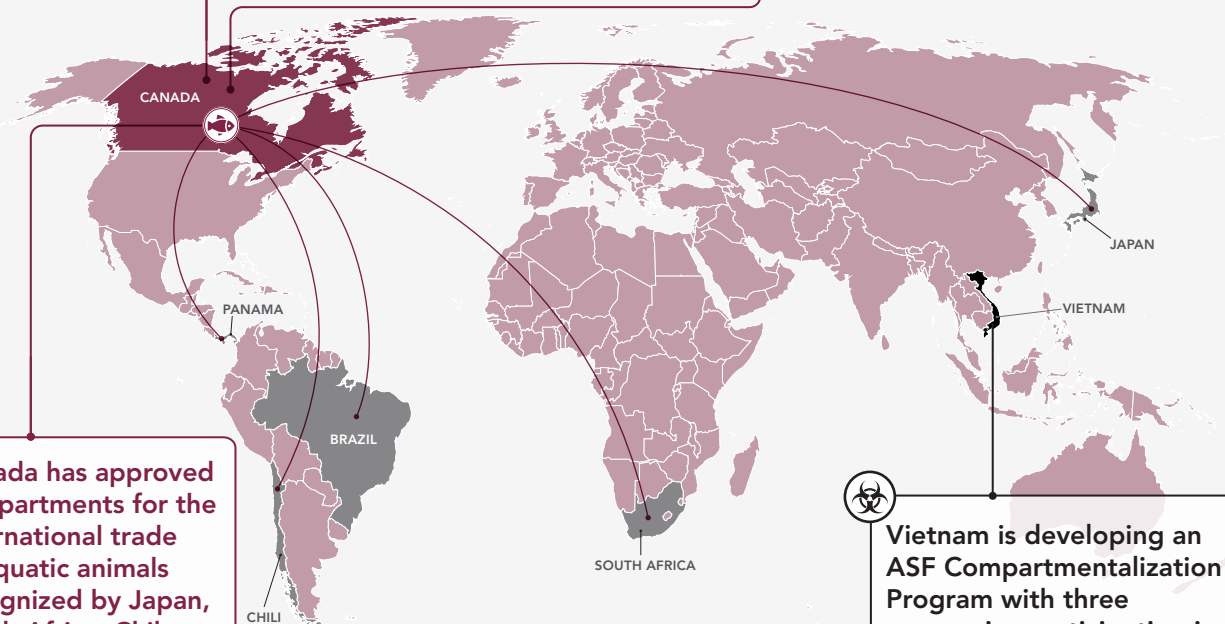 CANADA
JAPAN
PANAMA
VIETNAM
BRAZIL
SOUTH AFRICA
CHILI
ada has approved
partments for the
rnational trade
quatic animals
gnized by Japan,
Vietnam is developing an
ASF Compartmentalization
Program with three